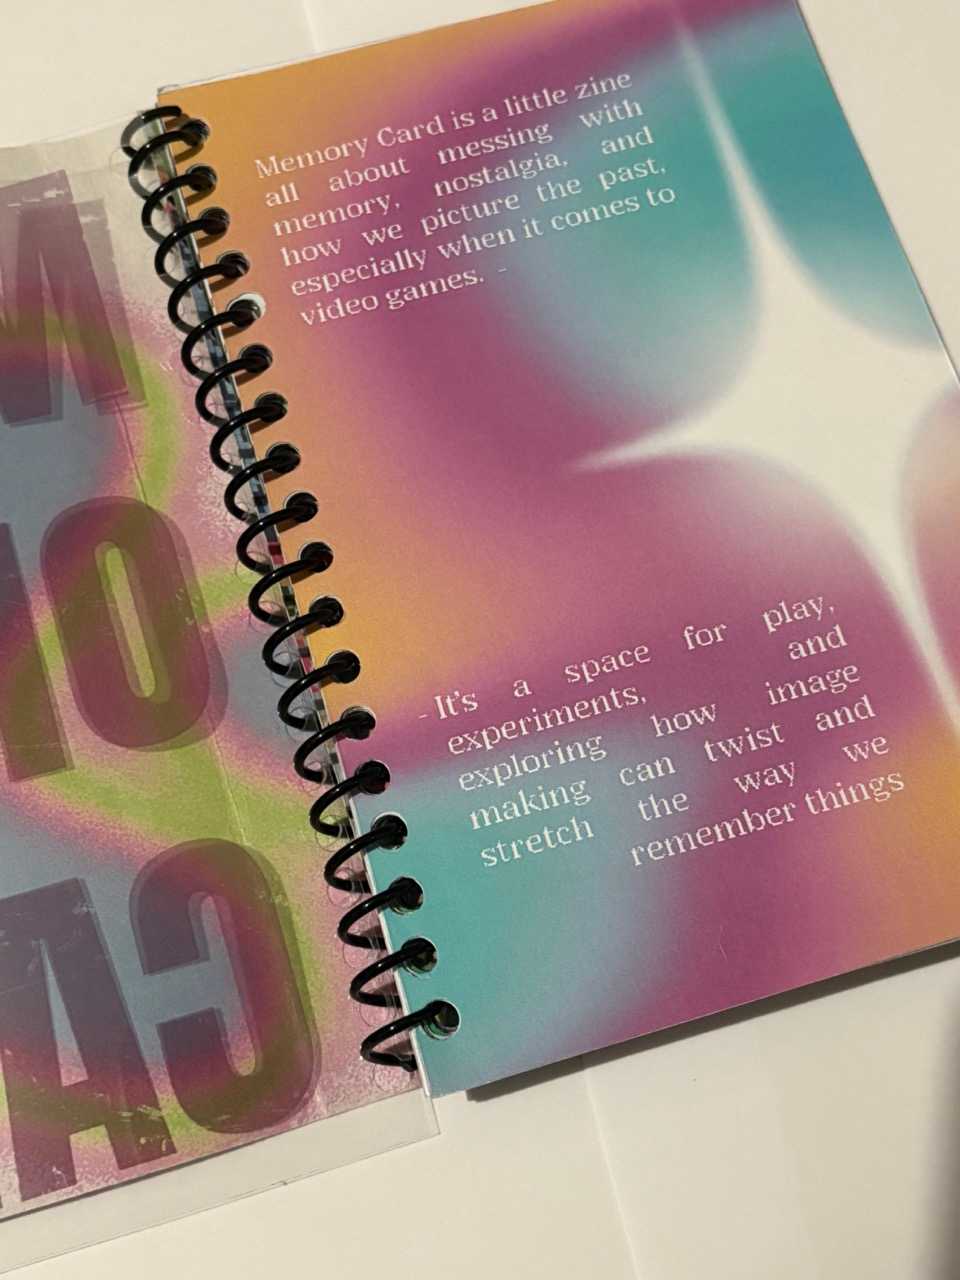 Memory Card is a little zine
all about messing with
memory, nostalgia, and
how we picture the past,
especially when it comes to
video games. -
- It's a space for play,
experiments, and
exploring how image
making can twist and
stretch the way we
remember things